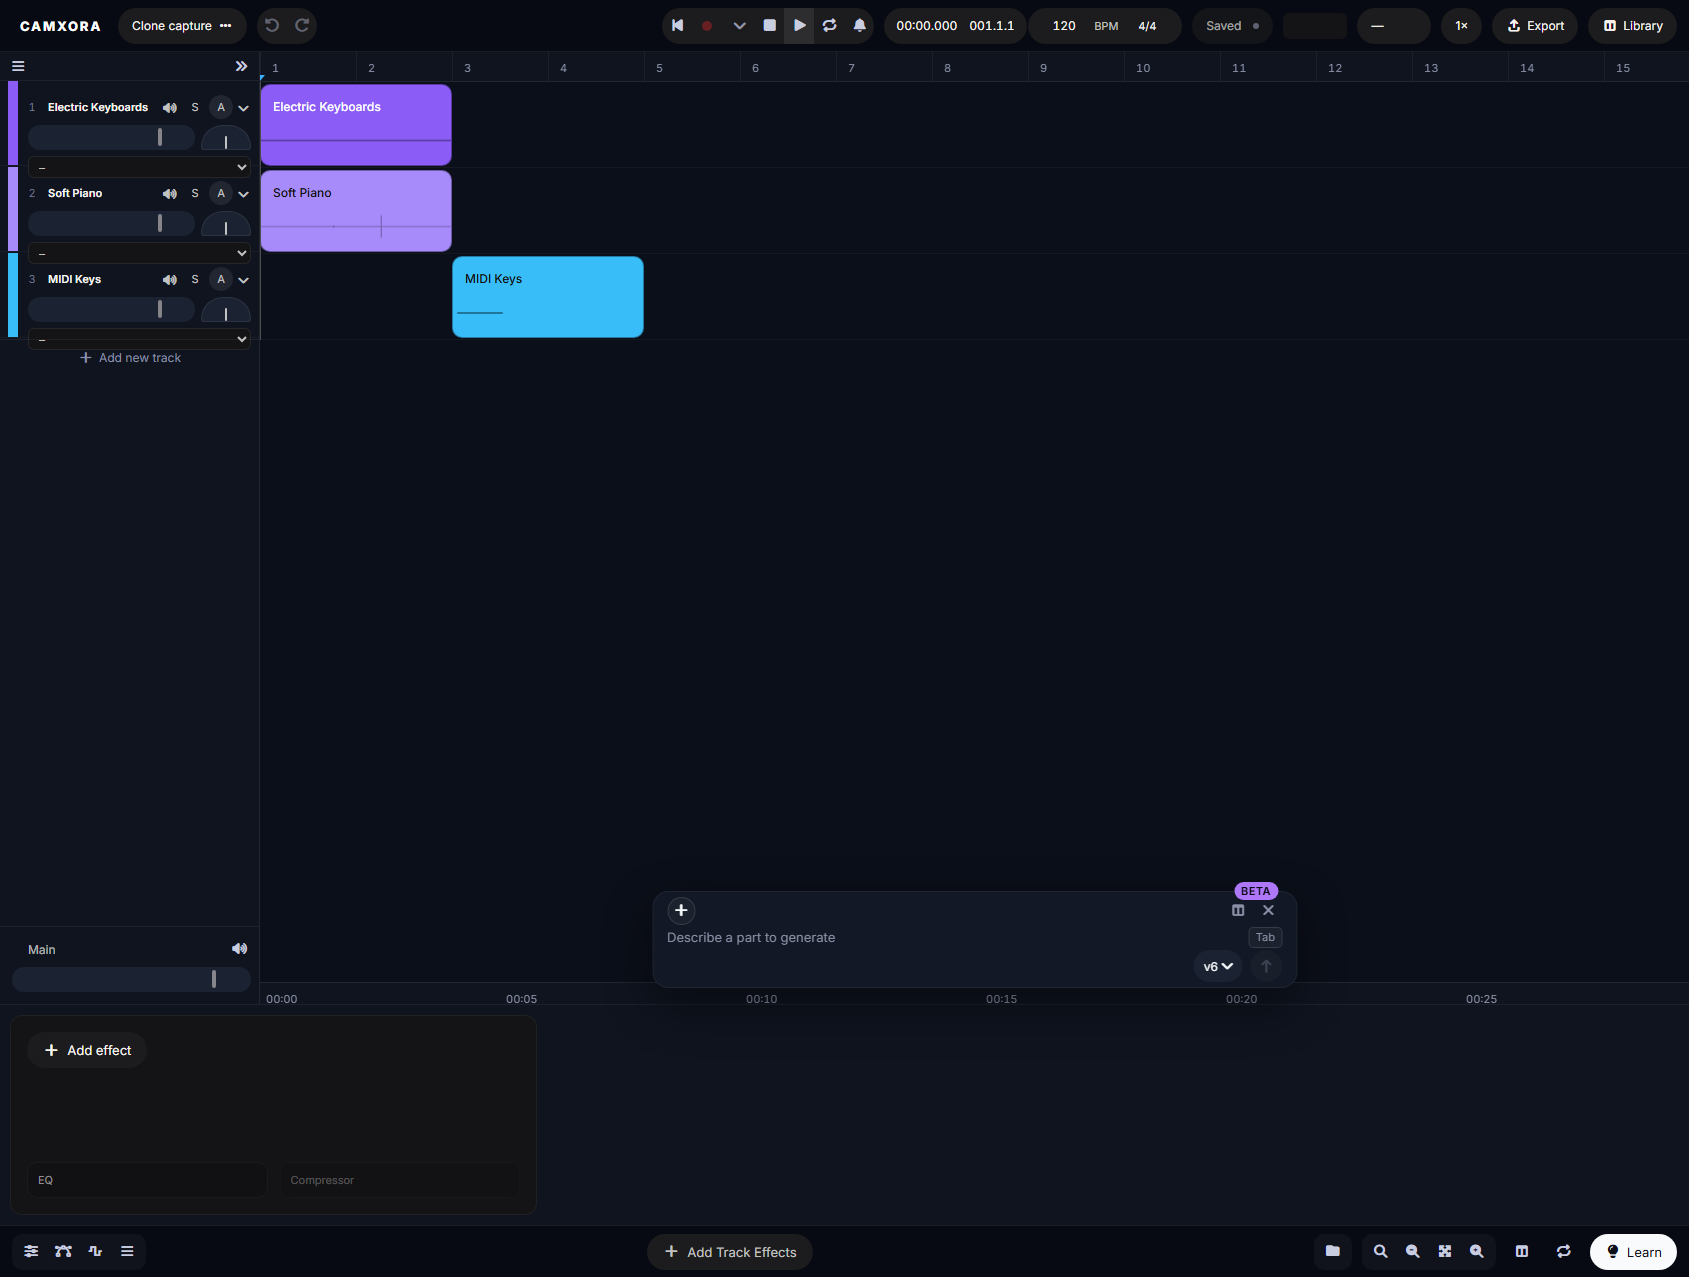 CAMXORA Clone capture ••• 00:00.000 001.1.1 120 BPM 4/4 Saved — 1× Export Library
1 2 3 4 5 6 7 8 9 10 11 12 13 14 15
1 Electric Keyboards S A
–
2 Soft Piano S A
–
3 MIDI Keys S A
–
Add new track
Electric Keyboards
Soft Piano
MIDI Keys
BETA
Describe a part to generate Tab
v6
Main
00:00 00:05 00:10 00:15 00:20 00:25
Add effect
EQ Compressor
Add Track Effects Learn